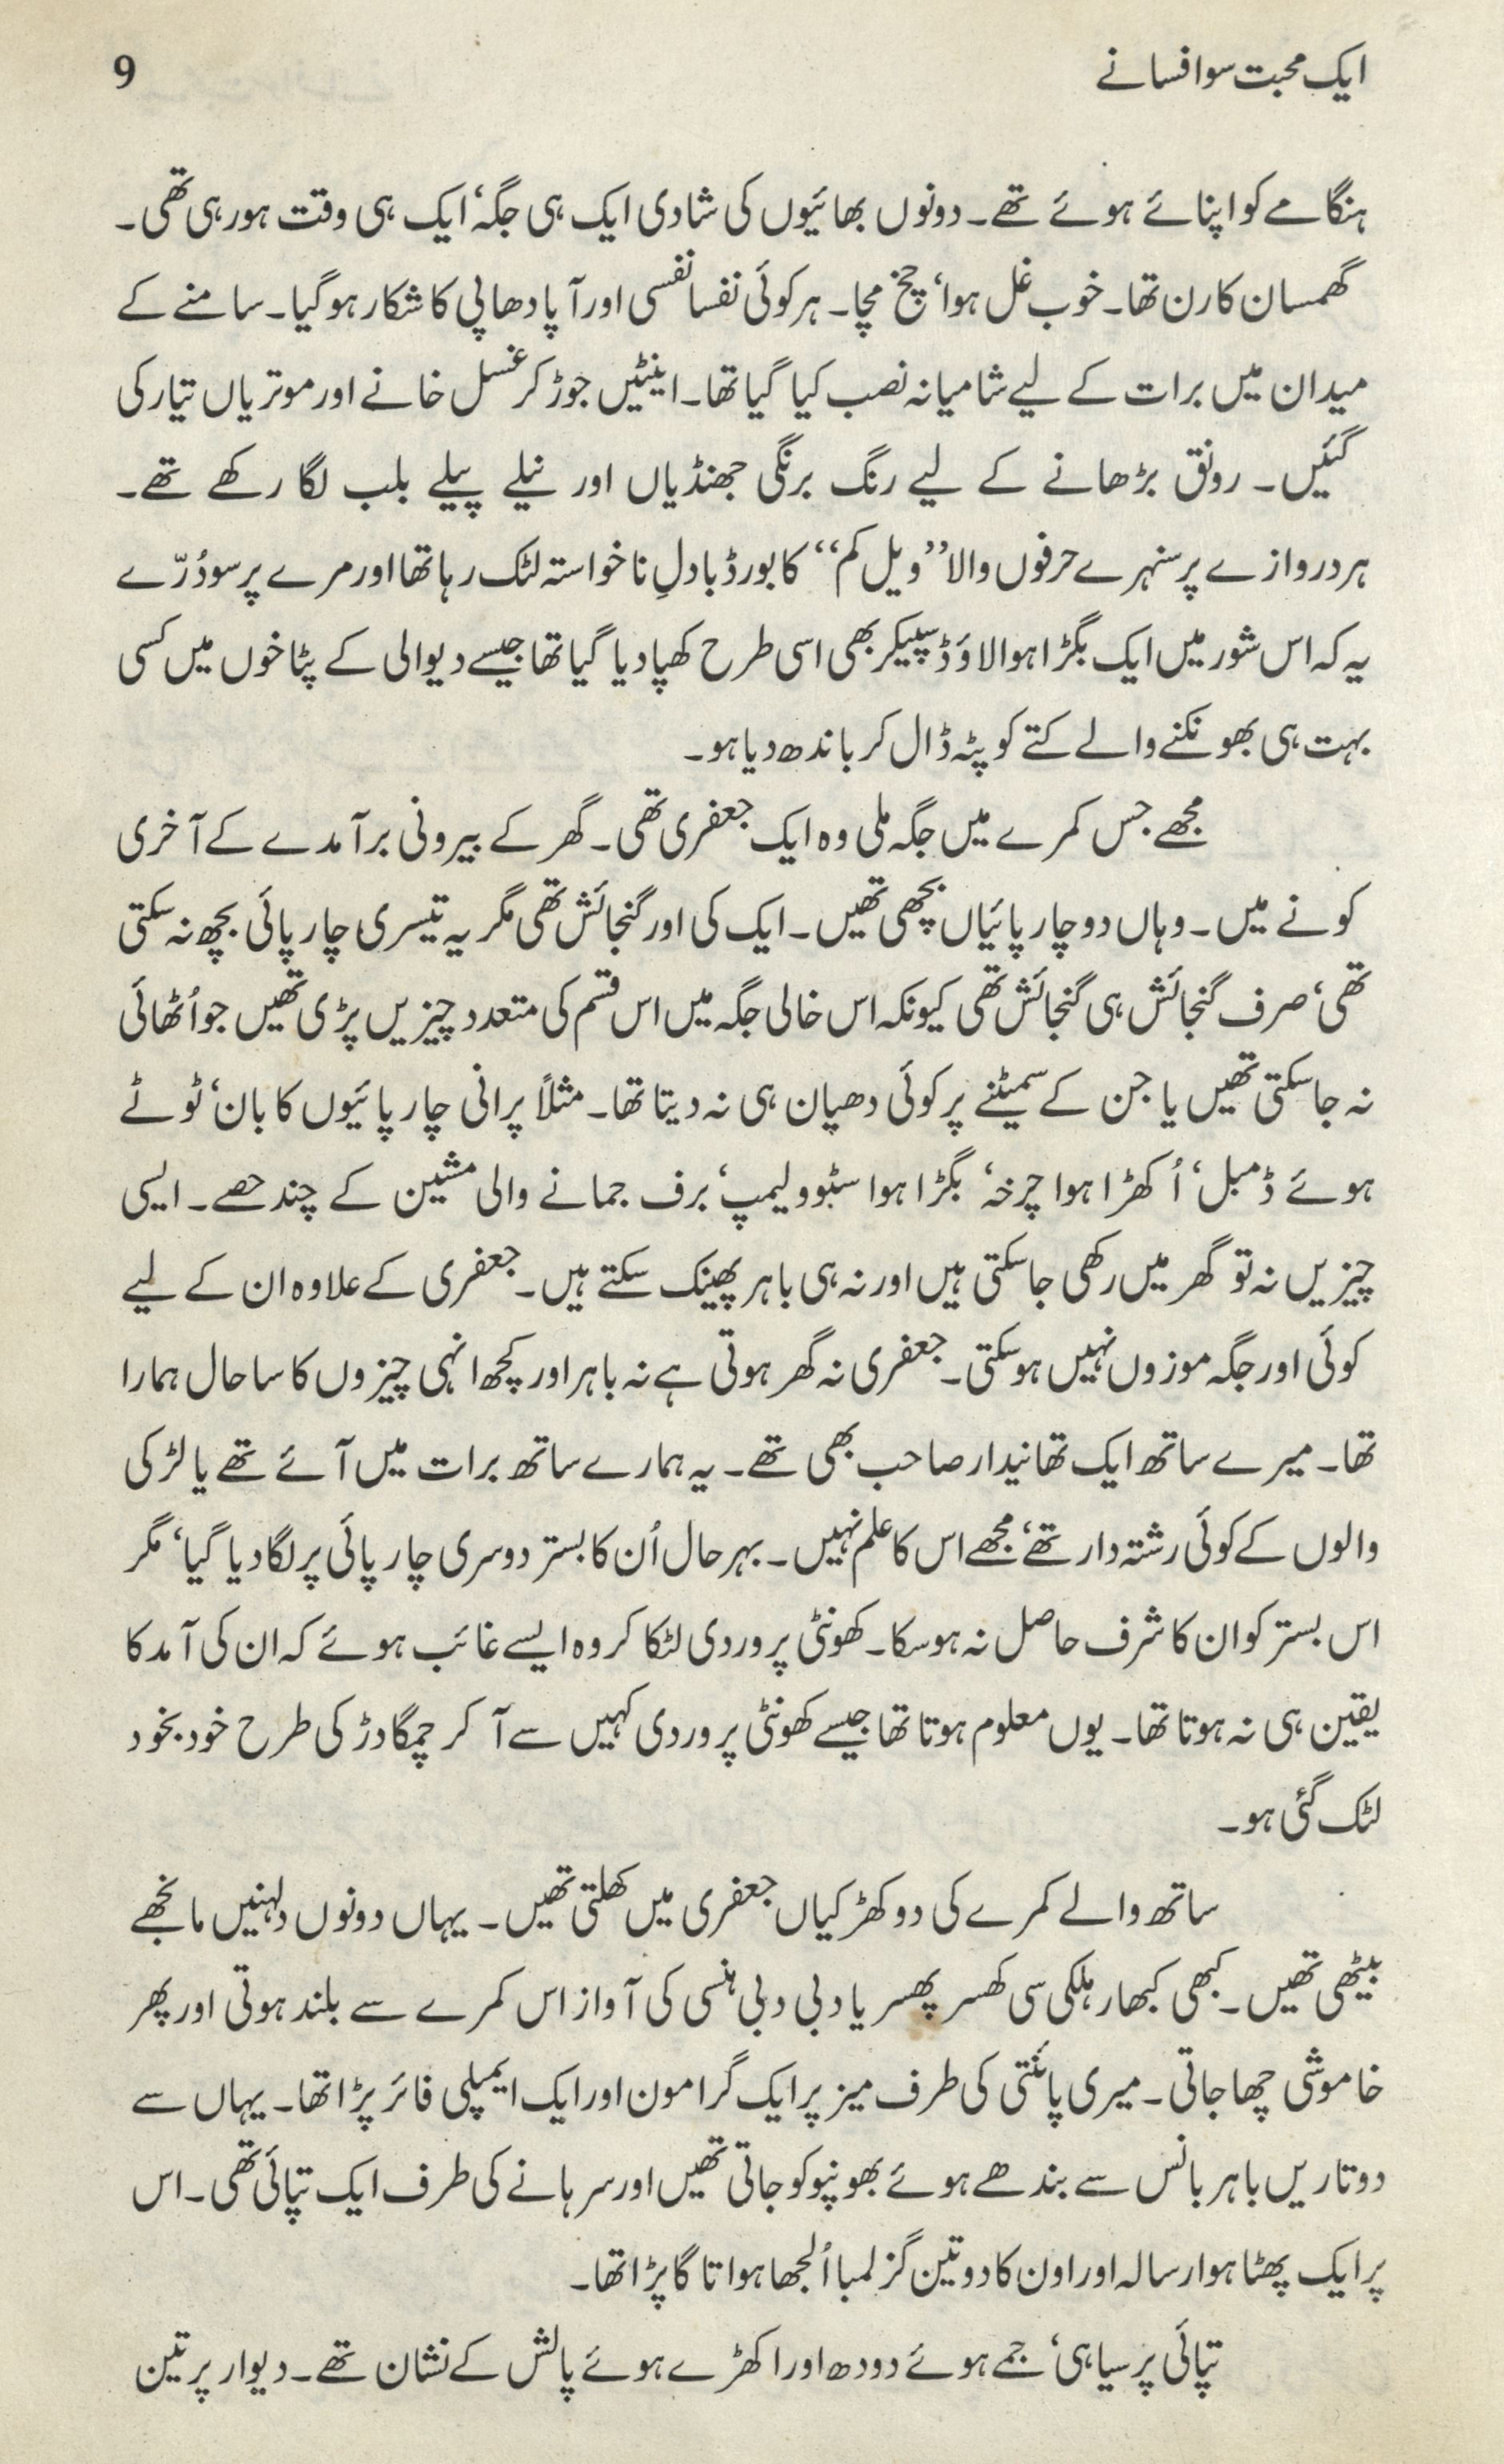 ایک محبت سو افسانے
9
ہنگامے کو اپنائے ہوئے تھے۔ دونوں بھائیوں کی شادی ایک ہی جگہ‘ ایک ہی وقت ہو رہی تھی۔
گھمسان کا رن تھا۔ خوب غل ہوا‘ چخ مچا۔ ہر کوئی نفسانفسی اور آپا دھاپی کا شکار ہو گیا۔ سامنے کے
میدان میں برات کے لیے شامیانہ نصب کیا گیا تھا۔ اینٹیں جوڑ کر غسل خانے اور موتریاں تیار کی
گئیں۔ رونق بڑھانے کے لیے رنگ برنگی جھنڈیاں اور نیلے پیلے بلب لگا رکھے تھے۔
ہر دروازے پر سنہرے حرفوں والا ’’ویل کم‘‘ کا بورڈ بادلِ ناخواستہ لٹک رہا تھا اور مرے پر سو دُرّے
یہ کہ اس شور میں ایک بگڑا ہوا لاؤڈ سپیکر بھی اسی طرح کھپا دیا گیا تھا جیسے دیوالی کے پٹاخوں میں کسی
بہت ہی بھونکنے والے کتے کو پٹہ ڈال کر باندھ دیا ہو۔
مجھے جس کمرے میں جگہ ملی وہ ایک جعفری تھی۔ گھر کے بیرونی برآمدے کے آخری
کونے میں۔ وہاں دو چارپائیاں بچھی تھیں۔ ایک کی اور گنجائش تھی مگر یہ تیسری چارپائی بچھ نہ سکتی
تھی‘ صرف گنجائش ہی گنجائش تھی کیونکہ اس خالی جگہ میں اس قسم کی متعدد چیزیں پڑی تھیں جو اُٹھائی
نہ جا سکتی تھیں یا جن کے سمیٹنے پر کوئی دھیان ہی نہ دیتا تھا۔ مثلاً پرانی چارپائیوں کا بان‘ ٹوٹے
ہوئے ڈمبل‘ اُکھڑا ہوا چرخہ‘ بگڑا ہوا سٹوو لیمپ‘ برف جمانے والی مشین کے چند حصے۔ ایسی
چیزیں نہ تو گھر میں رکھی جا سکتی ہیں اور نہ ہی باہر پھینک سکتے ہیں۔ جعفری کے علاوہ ان کے لیے
کوئی اور جگہ موزوں نہیں ہو سکتی۔ جعفری نہ گھر ہوتی ہے نہ باہر اور کچھ انہی چیزوں کا سا حال ہمارا
تھا۔ میرے ساتھ ایک تھانیدار صاحب بھی تھے۔ یہ ہمارے ساتھ برات میں آئے تھے یا لڑکی
والوں کے کوئی رشتہ دار تھے‘ مجھے اس کا علم نہیں۔ بہرحال اُن کا بستر دوسری چارپائی پر لگا دیا گیا‘ مگر
اس بستر کو ان کا شرف حاصل نہ ہو سکا۔ کھونٹی پر وردی لٹکا کر وہ ایسے غائب ہوئے کہ ان کی آمد کا
یقین ہی نہ ہوتا تھا۔ یوں معلوم ہوتا تھا جیسے کھونٹی پر وردی کہیں سے آ کر چمگادڑ کی طرح خود بخود
لٹک گئی ہو۔
ساتھ والے کمرے کی دو کھڑکیاں جعفری میں کھلتی تھیں۔ یہاں دونوں دلہنیں مانجھے
بیٹھی تھیں۔ کبھی کبھار ہلکی سی کھسر پھسر یا دبی دبی ہنسی کی آواز اس کمرے سے بلند ہوتی اور پھر
خاموشی چھا جاتی۔ میری پائنتی کی طرف میز پر ایک گراموں اور ایک ایمپلی فائر پڑا تھا۔ یہاں سے
دو تاریں باہر بانس سے بندھے ہوئے بھونپو کو جاتی تھیں اور سرہانے کی طرف ایک تپائی تھی۔ اس
پر ایک پھٹا ہوا رسالہ اور اون کا دو تین گز لمبا اُلجھا ہوا تاگا پڑا تھا۔
تپائی پر سیاہی‘ جمے ہوئے دودھ اور اکھڑے ہوئے پالش کے نشان تھے۔ دیوار پر تین